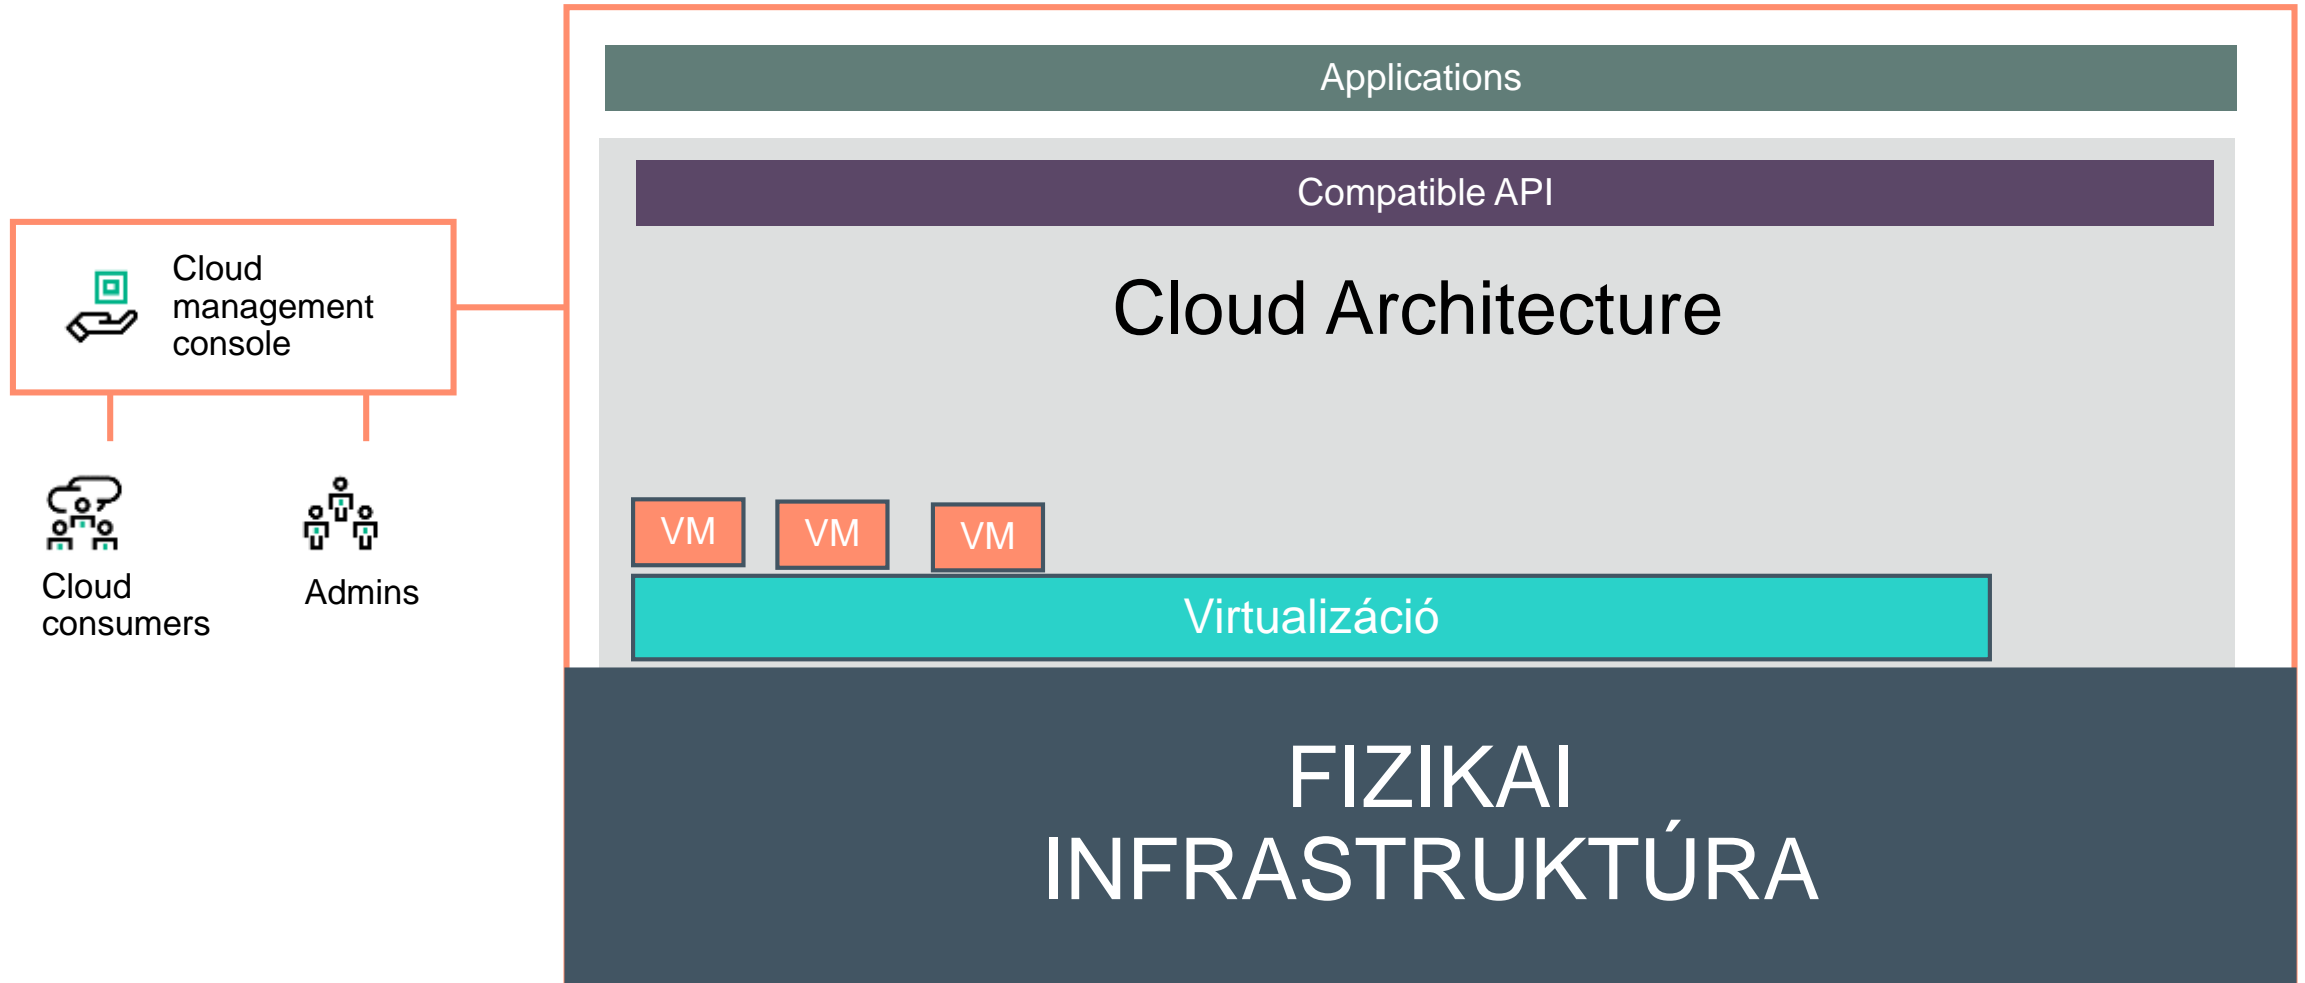 Applications
Compatible API
Cloud Architecture
Cloud
management
console
Cloud
consumers
Admins
VM
VM
VM
Virtualizáció
FIZIKAI
INFRASTRUKTÚRA